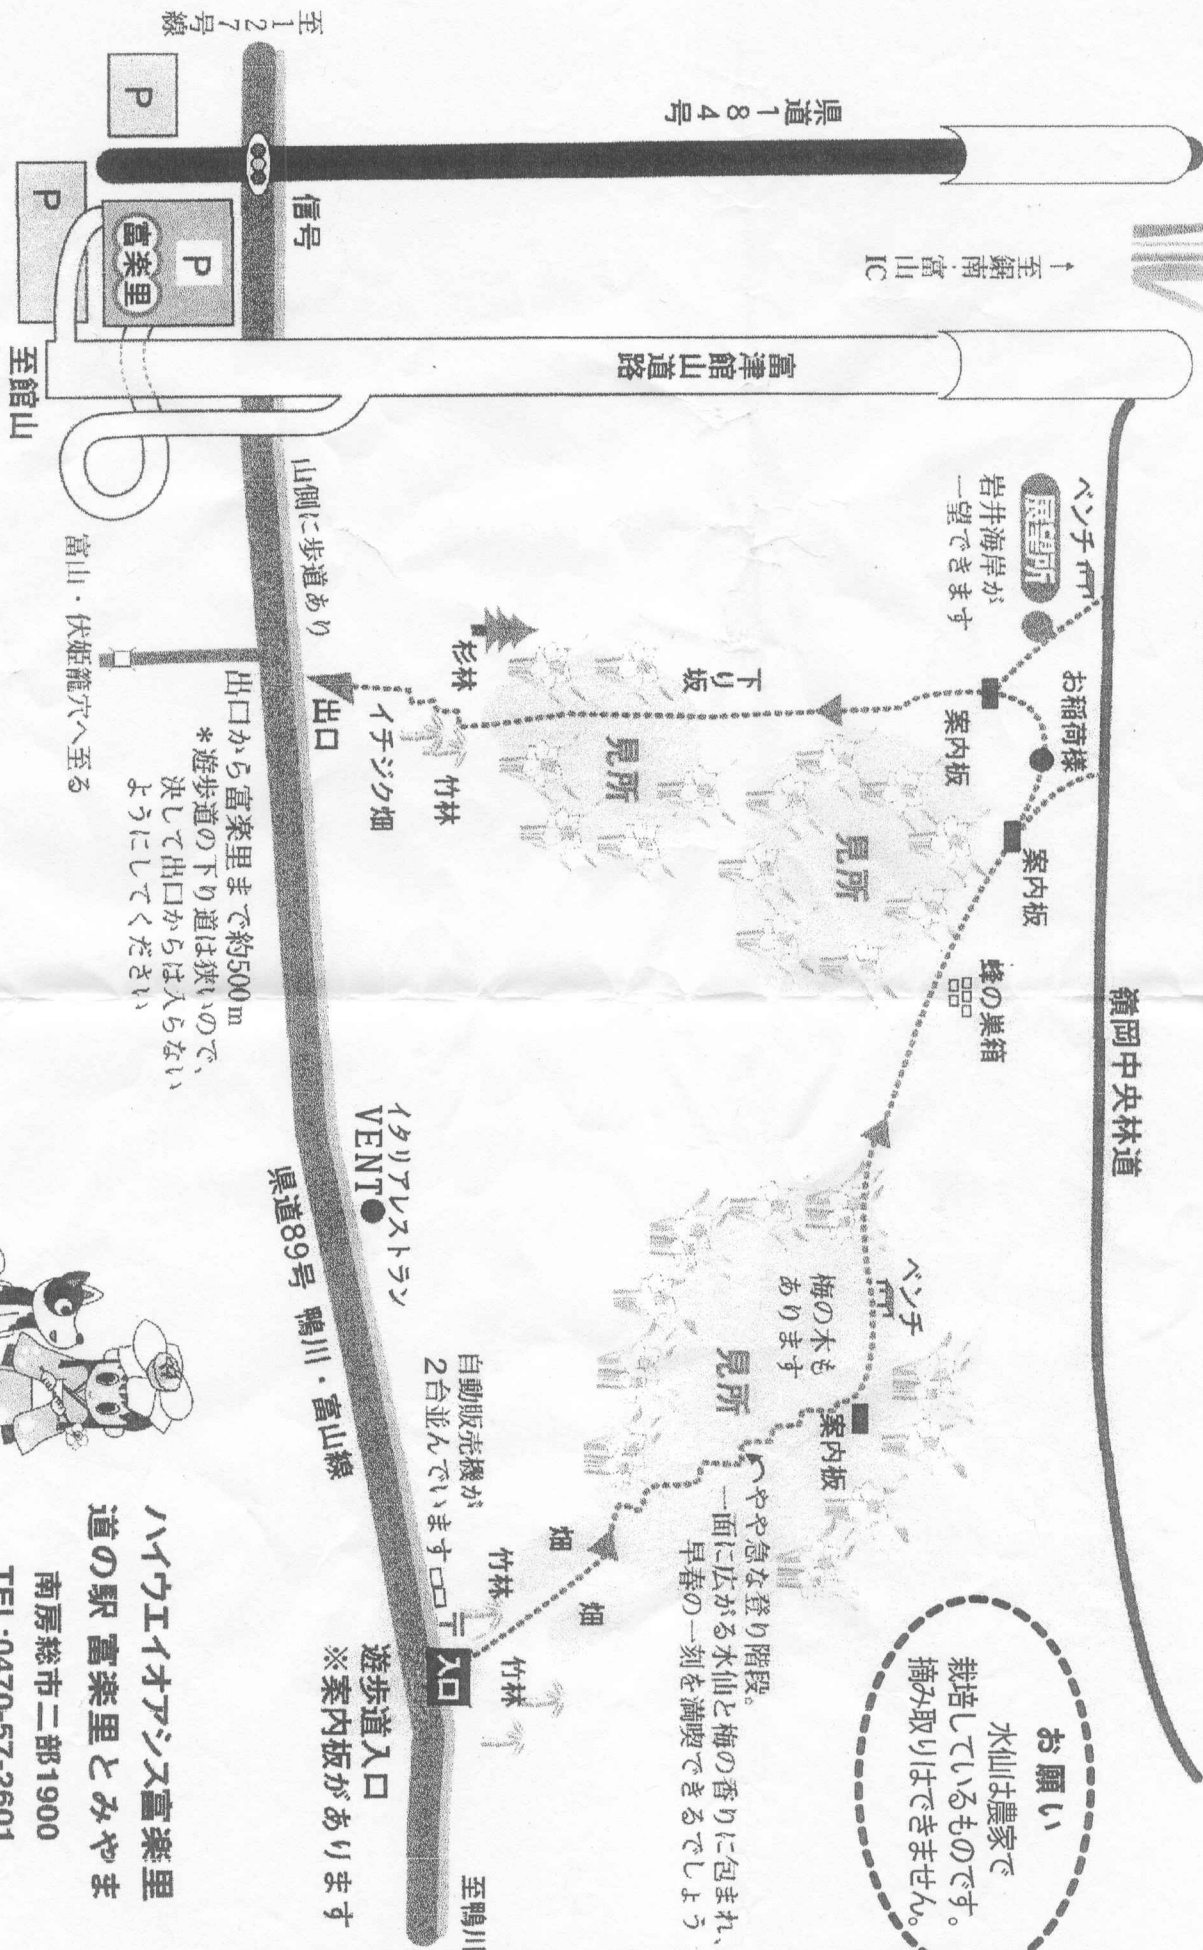 至127号線
P
P
P
富楽里
県道184号
信号
↑至鋸南富山IC
富津館山道路
至館山
嶺岡中央林道
ベンチ
展望所
岩井海岸が
一望できます
お稲荷様
案内板
案内板
蜂の巣箱
下り坂
杉林
見所
見所
竹林
イチジク畑
出口
山側に歩道あり
富山・伏姫籠穴へ至る
出口から富楽里まで約500m
*遊歩道の下り道は狭いので、
決して出口からは入らない
ようにしてください
イタリアレストラン
VENTO
県道89号 鴨川・富山線
ベンチ
梅の木も
あります
見所
案内板
やや急な登り階段。
一面に広がる水仙と梅の香りに包まれ、
早春の一刻を満喫できるでしょう
畑
畑
竹林
竹林
自動販売機が
2台並んでいます
入口
遊歩道入口
※案内板があります
至鴨川
お願い
水仙は農家で
栽培しているものです。
摘み取りはできません。
ハイウエイオアシス富楽里
道の駅 富楽里とみやま
南房総市二部1900
TEL:0470-57-2601